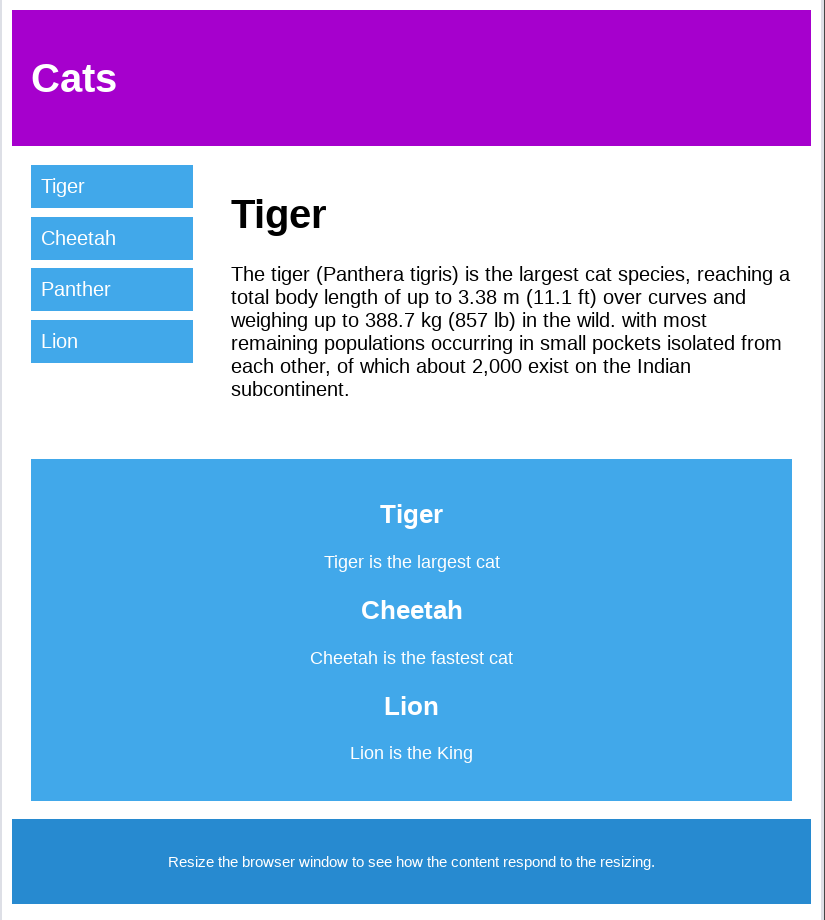 Cats
Tiger
Cheetah
Panther
Lion
Tiger
The tiger (Panthera tigris) is the largest cat species, reaching a
total body length of up to 3.38 m (11.1 ft) over curves and
weighing up to 388.7 kg (857 lb) in the wild. with most
remaining populations occurring in small pockets isolated from
each other, of which about 2,000 exist on the Indian
subcontinent.
Tiger
Tiger is the largest cat
Cheetah
Cheetah is the fastest cat
Lion
Lion is the King
Resize the browser window to see how the content respond to the resizing.